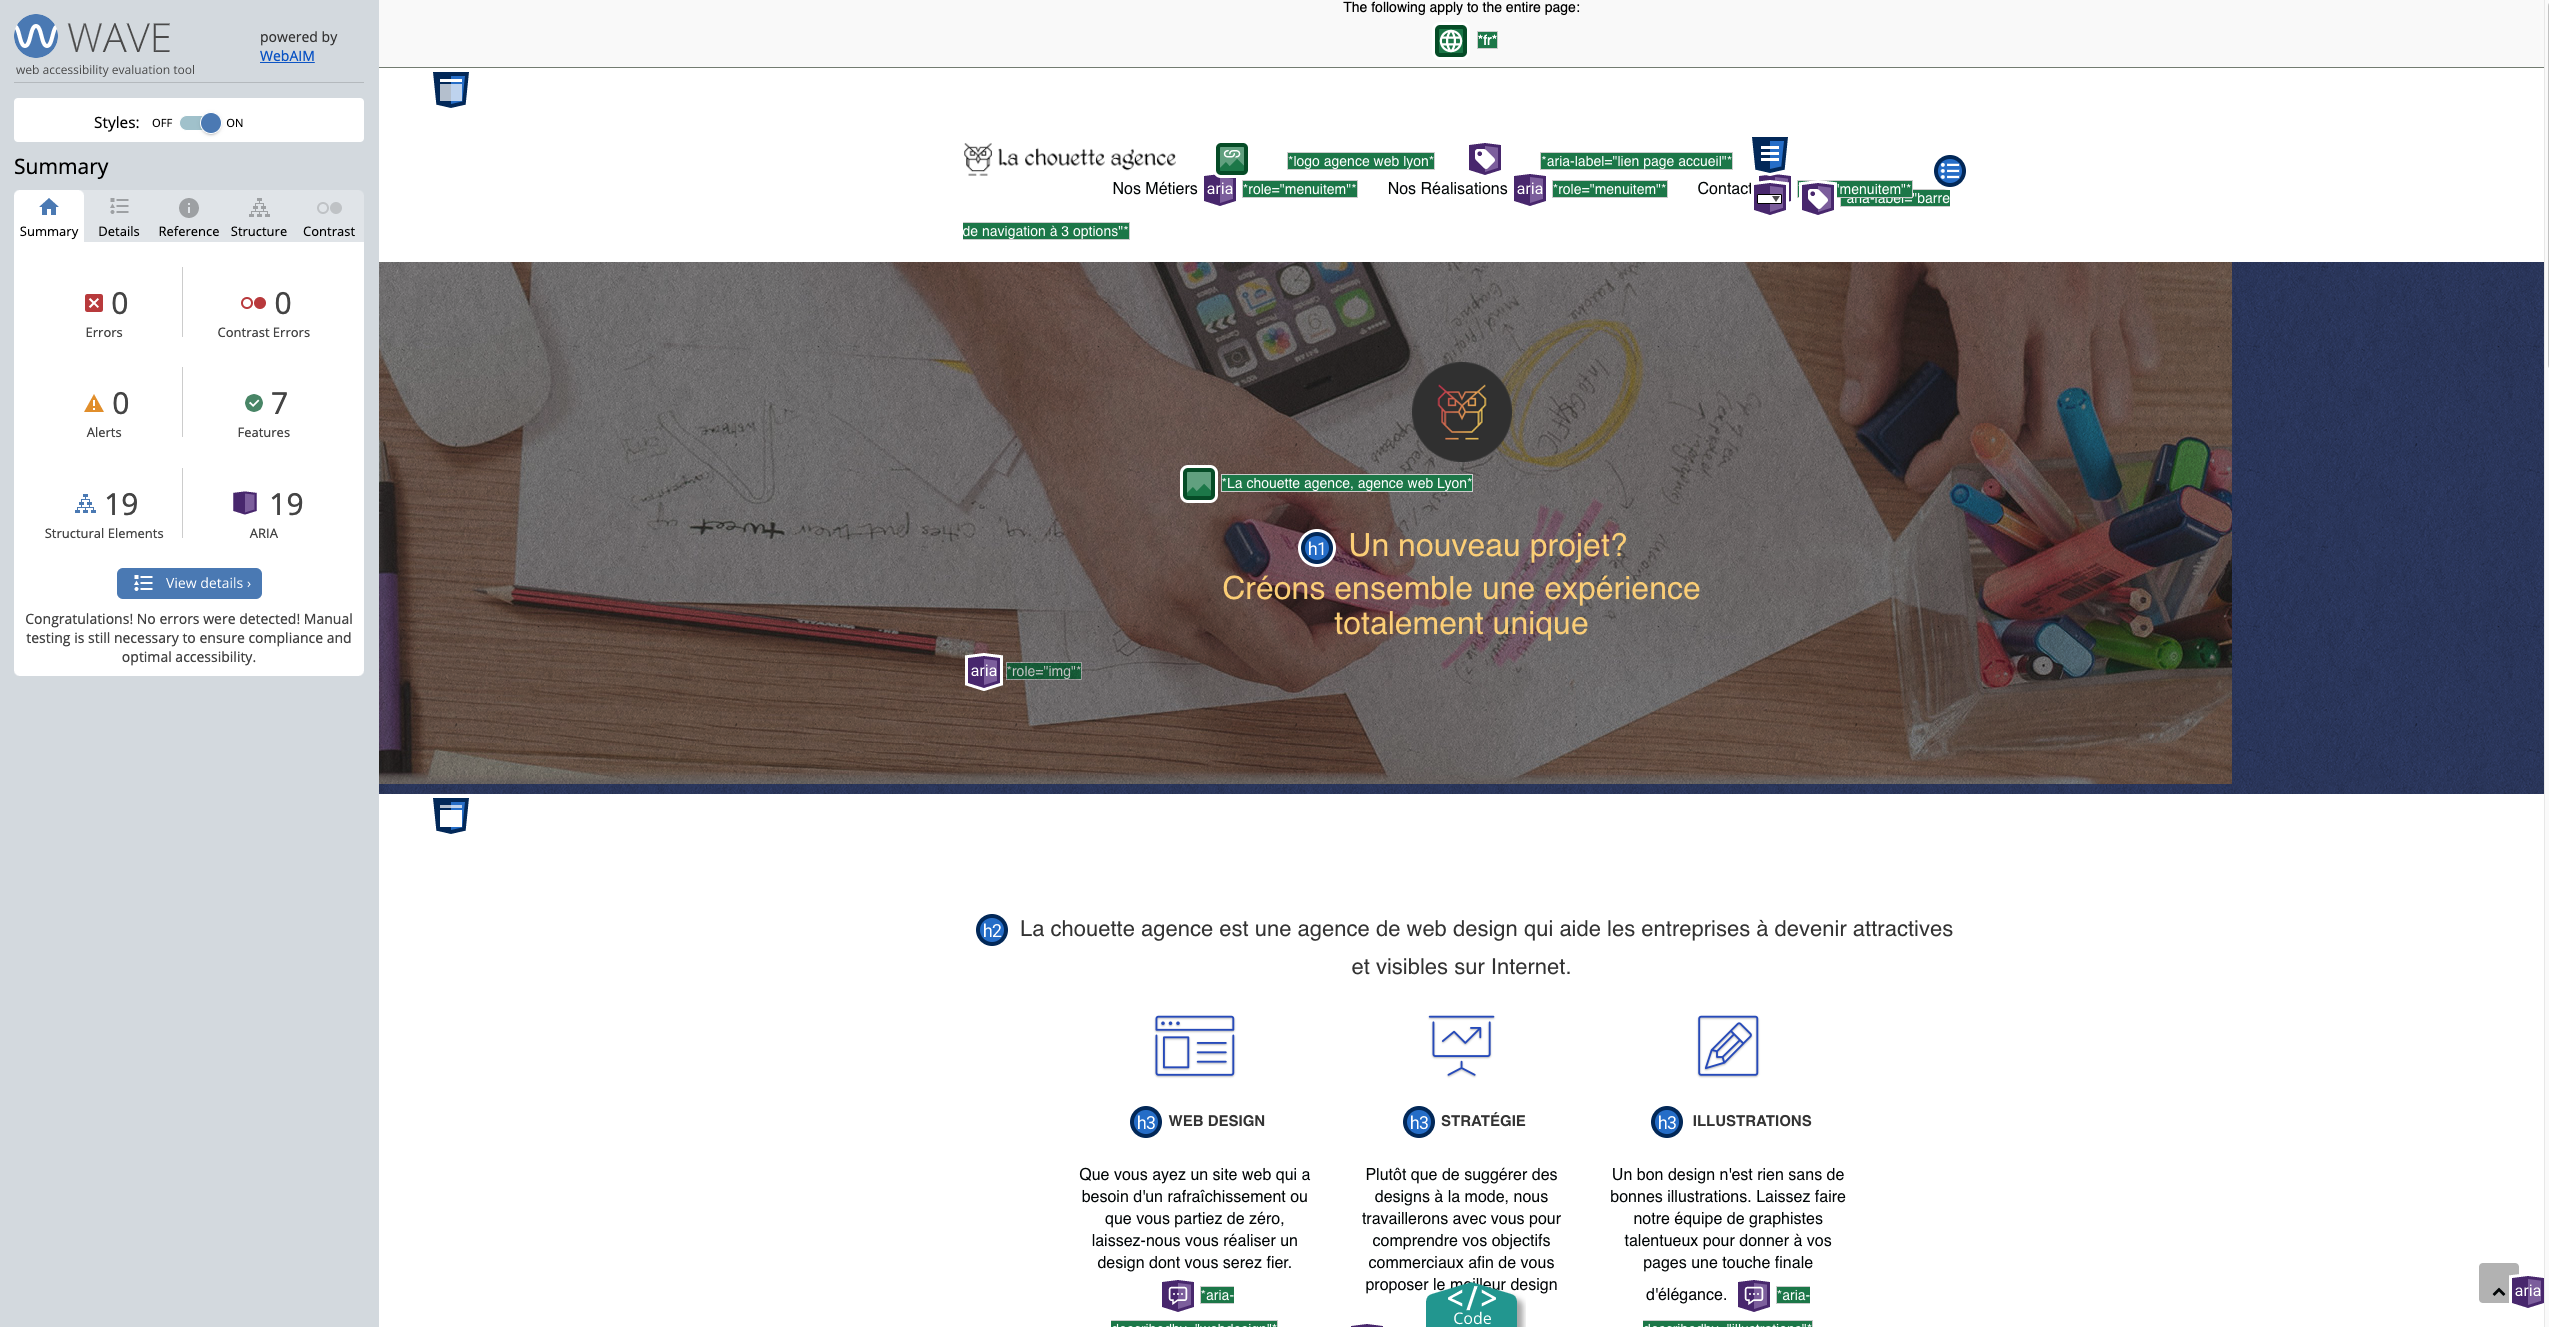 WAVE
powered by
WebAIM
web accessibility evaluation tool
Styles: OFF ON
Summary
Summary Details Reference Structure Contrast
0 0
Errors Contrast Errors
0 7
Alerts Features
19 19
Structural Elements ARIA
View details ›
Congratulations! No errors were detected! Manual
testing is still necessary to ensure compliance and
optimal accessibility.
The following apply to the entire page:
*fr*
La chouette agence *logo agence web lyon* *aria-label="lien page accueil"*
Nos Métiers aria *role="menuitem"* Nos Réalisations aria *role="menuitem"* Contact menuitem"*
aria-label="barre
de navigation à 3 options"*
*La chouette agence, agence web Lyon*
h1 Un nouveau projet?
Créons ensemble une expérience
totalement unique
aria *role="img"*
h2 La chouette agence est une agence de web design qui aide les entreprises à devenir attractives
et visibles sur Internet.
h3 WEB DESIGN
Que vous ayez un site web qui a
besoin d'un rafraîchissement ou
que vous partiez de zéro,
laissez-nous vous réaliser un
design dont vous serez fier.
*aria-
describedby="webdesign"*
h3 STRATÉGIE
Plutôt que de suggérer des
designs à la mode, nous
travaillerons avec vous pour
comprendre vos objectifs
commerciaux afin de vous
proposer le meilleur design
h3 ILLUSTRATIONS
Un bon design n'est rien sans de
bonnes illustrations. Laissez faire
notre équipe de graphistes
talentueux pour donner à vos
pages une touche finale
d'élégance. *aria-
describedby="illustrations"*
</> Code
aria